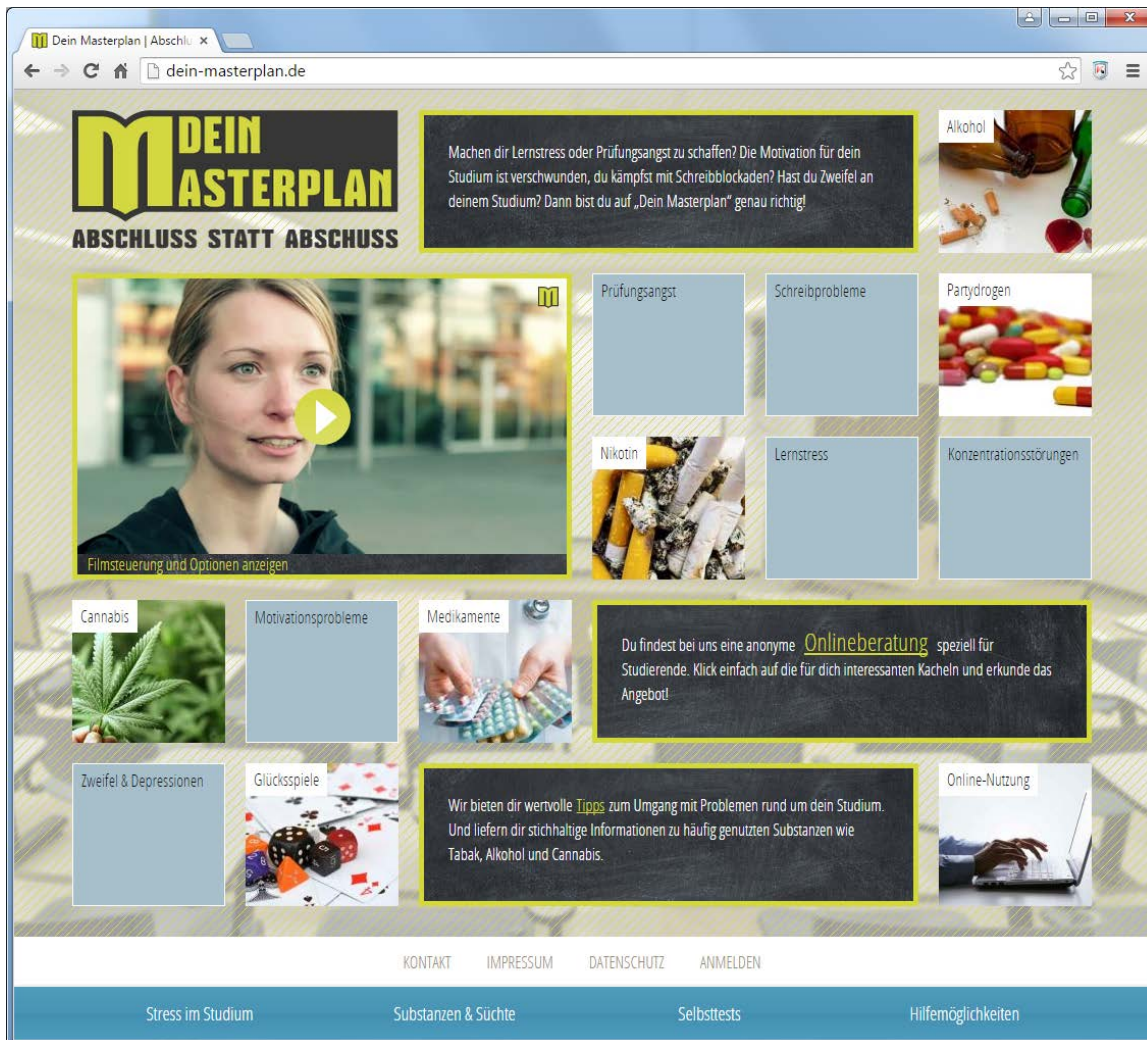 Dein Masterplan | Abschlu
dein-masterplan.de
DEIN
MASTERPLAN
ABSCHLUSS STATT ABSCHUSS
Machen dir Lernstress oder Prüfungsangst zu schaffen? Die Motivation für dein
Studium ist verschwunden, du kämpfst mit Schreibblockaden? Hast du Zweifel an
deinem Studium? Dann bist du auf „Dein Masterplan“ genau richtig!
Alkohol
Prüfungsangst
Schreibprobleme
Partydrogen
Nikotin
Lernstress
Konzentrationsstörungen
Filmsteuerung und Optionen anzeigen
Cannabis
Motivationsprobleme
Medikamente
Du findest bei uns eine anonyme Onlineberatung speziell für
Studierende. Klick einfach auf die für dich interessanten Kacheln und erkunde das
Angebot!
Zweifel & Depressionen
Glücksspiele
Wir bieten dir wertvolle Tipps zum Umgang mit Problemen rund um dein Studium.
Und liefern dir stichhaltige Informationen zu häufig genutzten Substanzen wie
Tabak, Alkohol und Cannabis.
Online-Nutzung
KONTAKT IMPRESSUM DATENSCHUTZ ANMELDEN
Stress im Studium Substanzen & Süchte Selbsttests Hilfemöglichkeiten